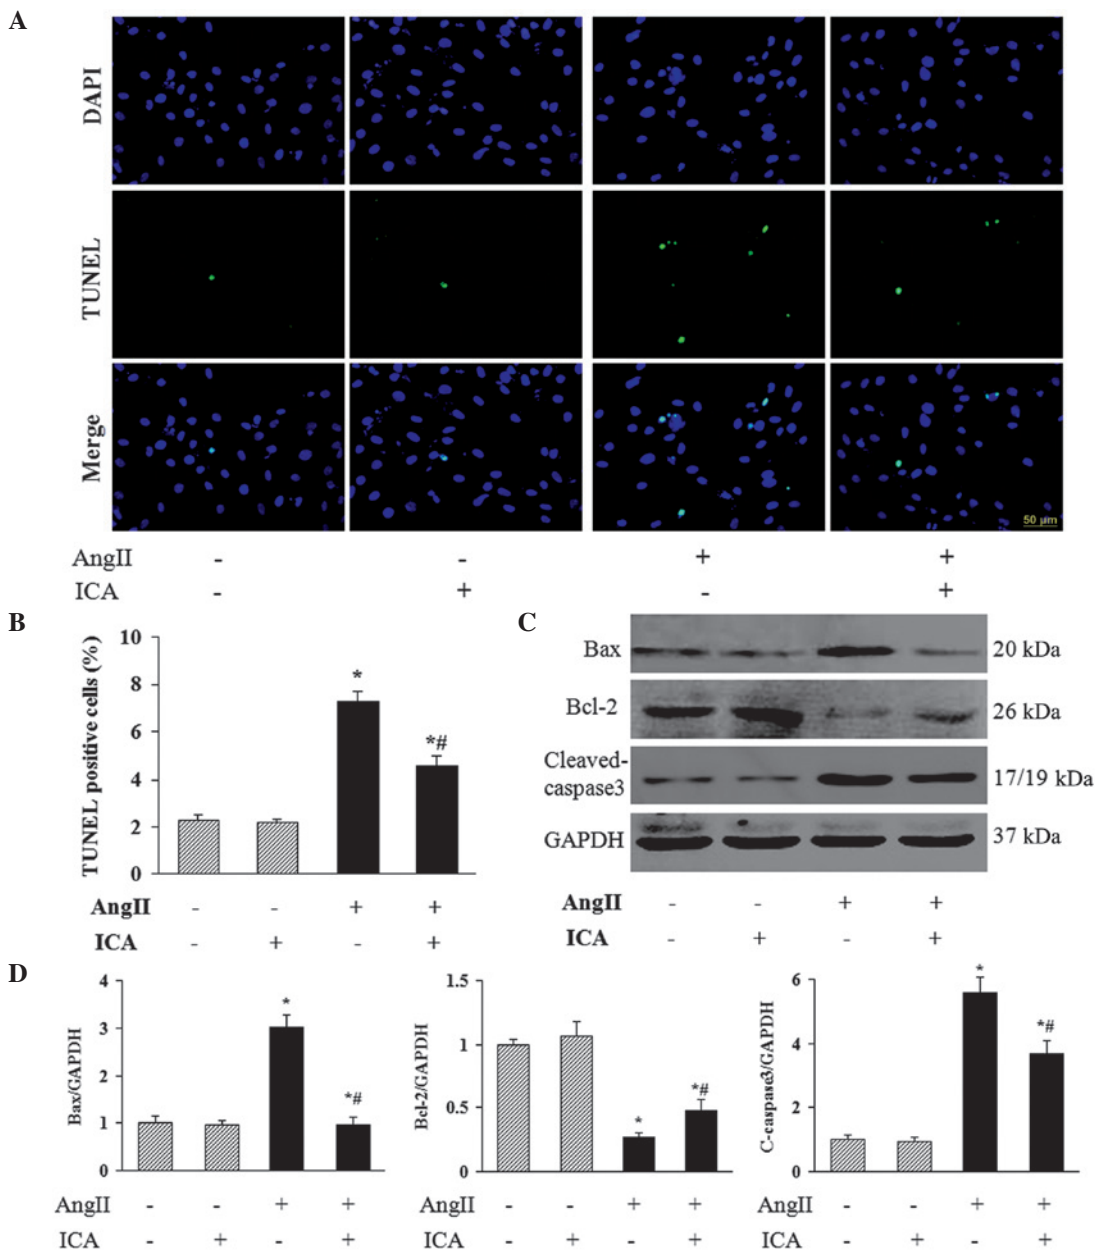 A
DAPI
TUNEL
Merge
50 µm
AngII - - + +
ICA - + - +
B
TUNEL positive cells (%)
10
8
6
4
2
0
*
*#
AngII - - + +
ICA - + - +
C
Bax 20 kDa
Bcl-2 26 kDa
Cleaved-
caspase3 17/19 kDa
GAPDH 37 kDa
AngII - - + +
ICA - + - +
D
Bax/GAPDH
4
3
2
1
0
*
*#
AngII - - + +
ICA - + - +
Bcl-2/GAPDH
1.5
1
0.5
0
*
*#
- - + +
- + - +
C-caspase3/GAPDH
6
4
2
0
*
*#
AngII - - + +
ICA - + - +